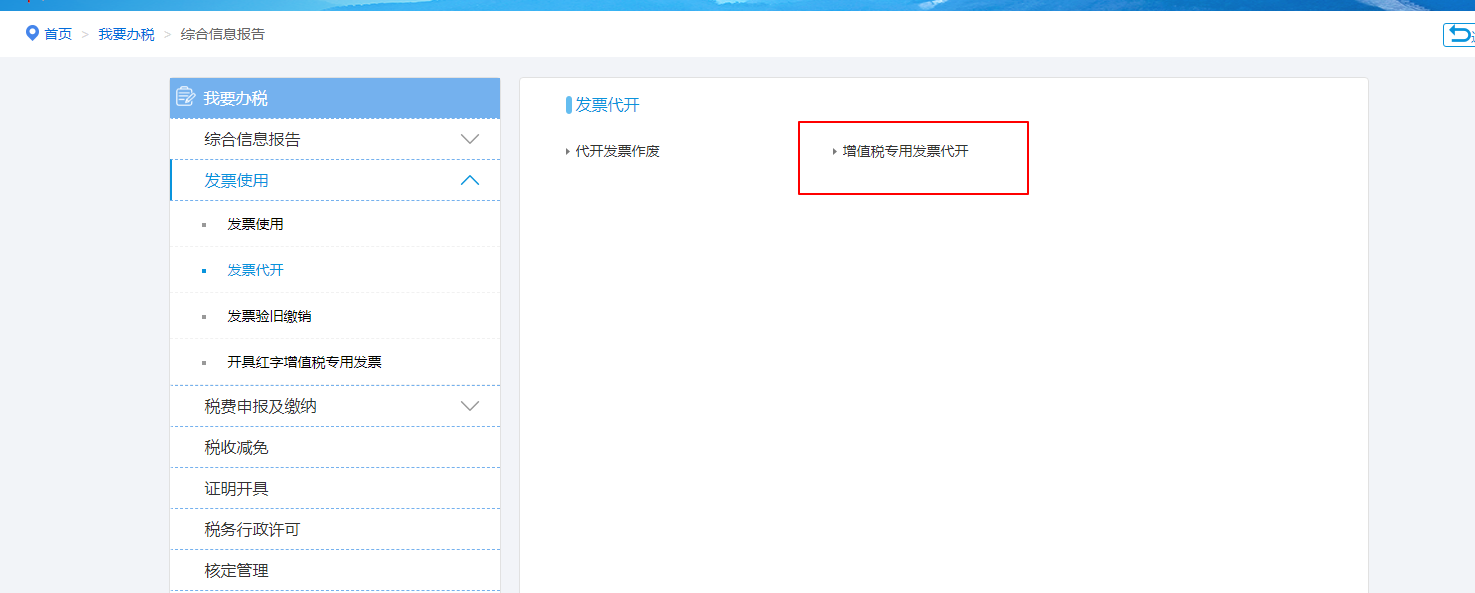 首页 > 我要办税 > 综合信息报告
我要办税
综合信息报告
发票使用
发票使用
发票代开
发票验旧缴销
开具红字增值税专用发票
税费申报及缴纳
税收减免
证明开具
税务行政许可
核定管理
发票代开
代开发票作废
增值税专用发票代开